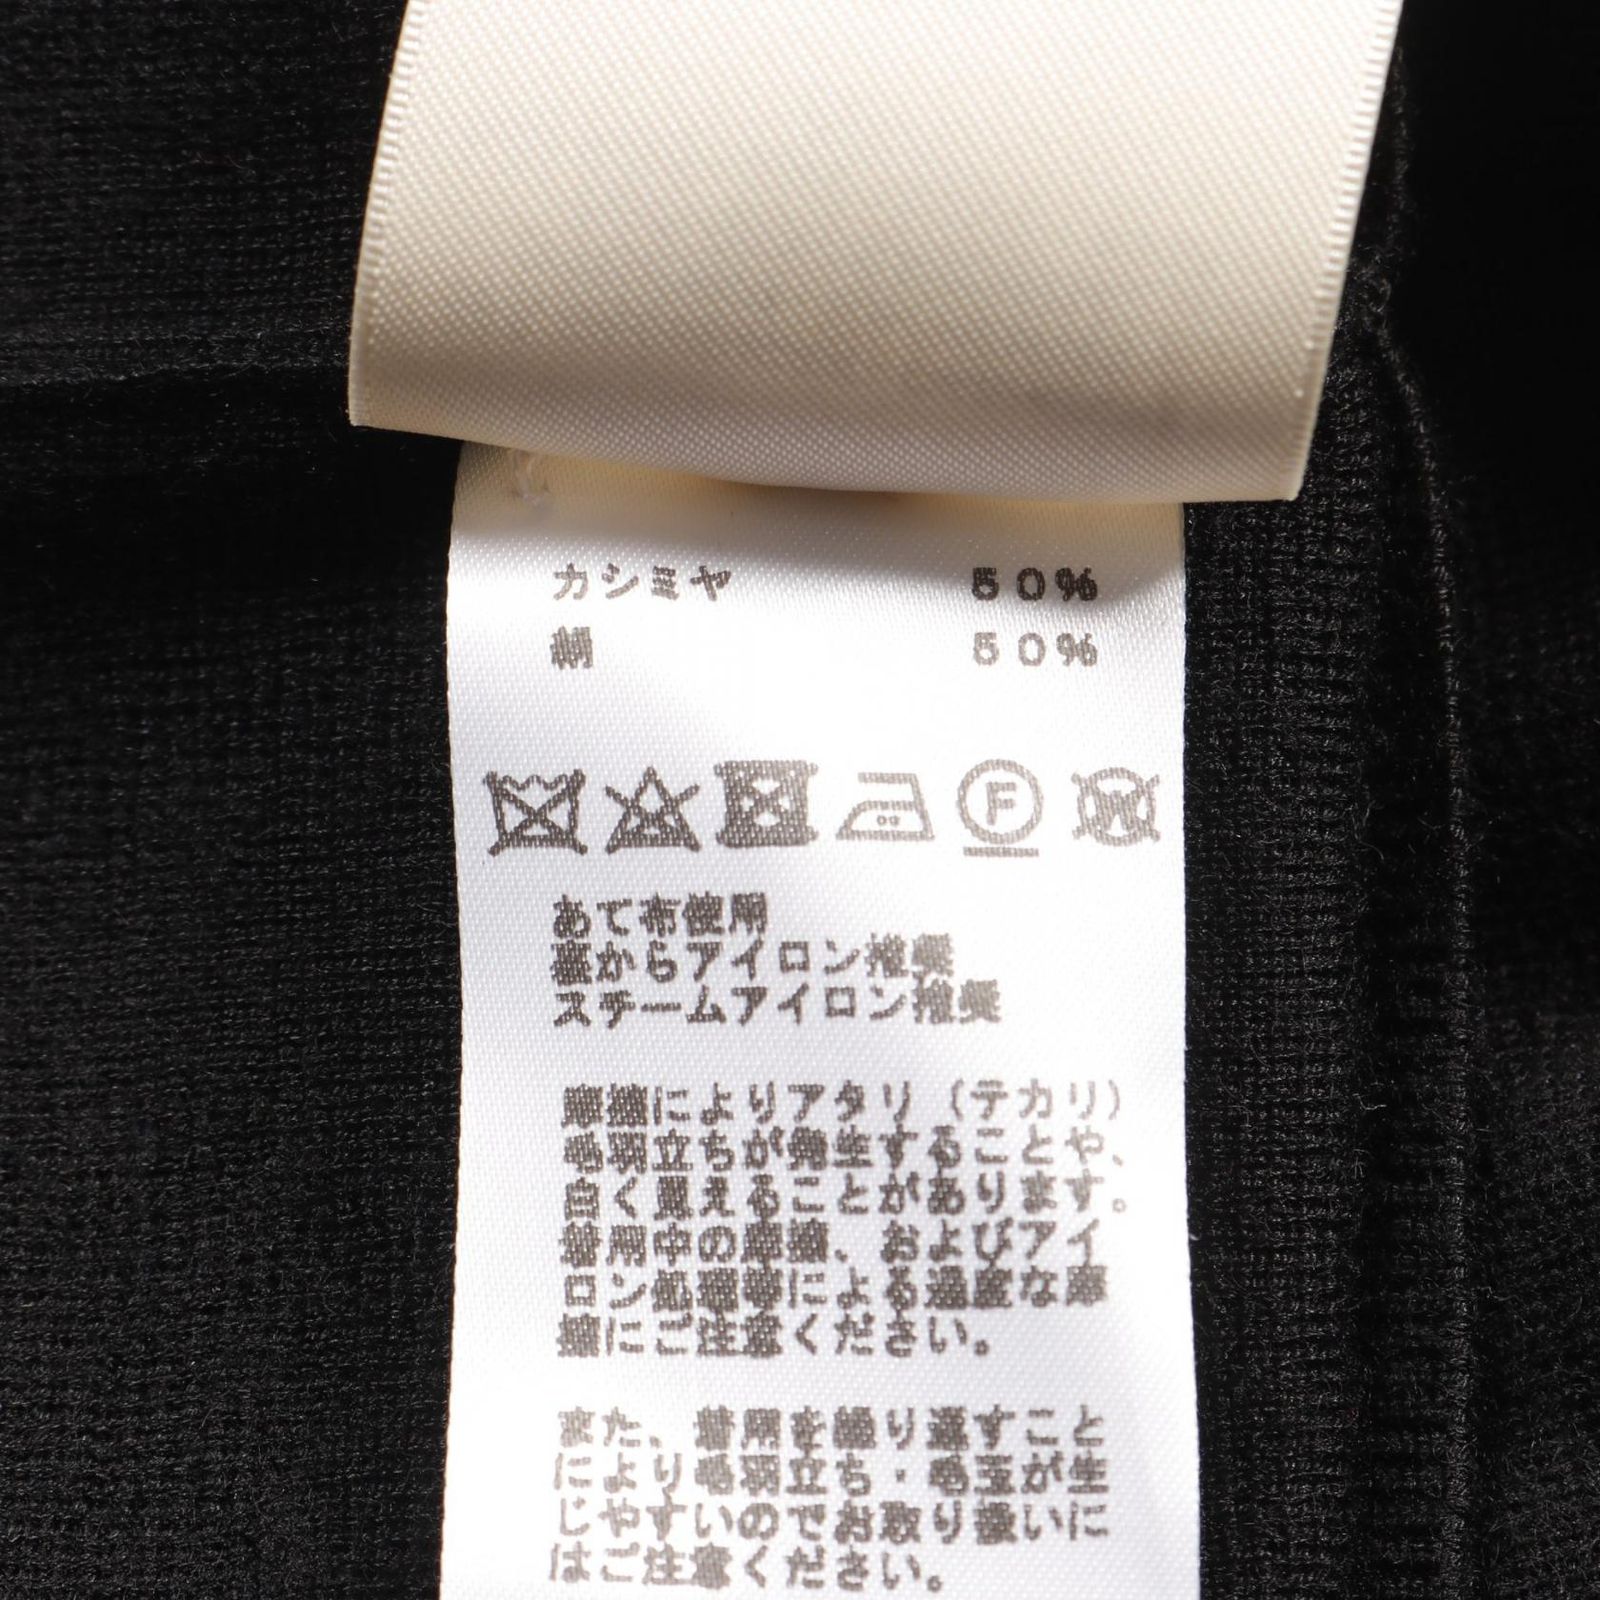 カシミヤ 50%
絹 50%
F W
あて布使用
裏からアイロン推奨
スチームアイロン推奨
摩擦によりアタリ（テカリ）
毛羽立ちが発生することや、
白く見えることがあります。
着用中の摩擦、およびアイ
ロン処理等による過度な摩
擦にご注意ください。
また、着用を繰り返すこと
により毛羽立ち・毛玉が生
じやすいのでお取り扱いに
はご注意ください。